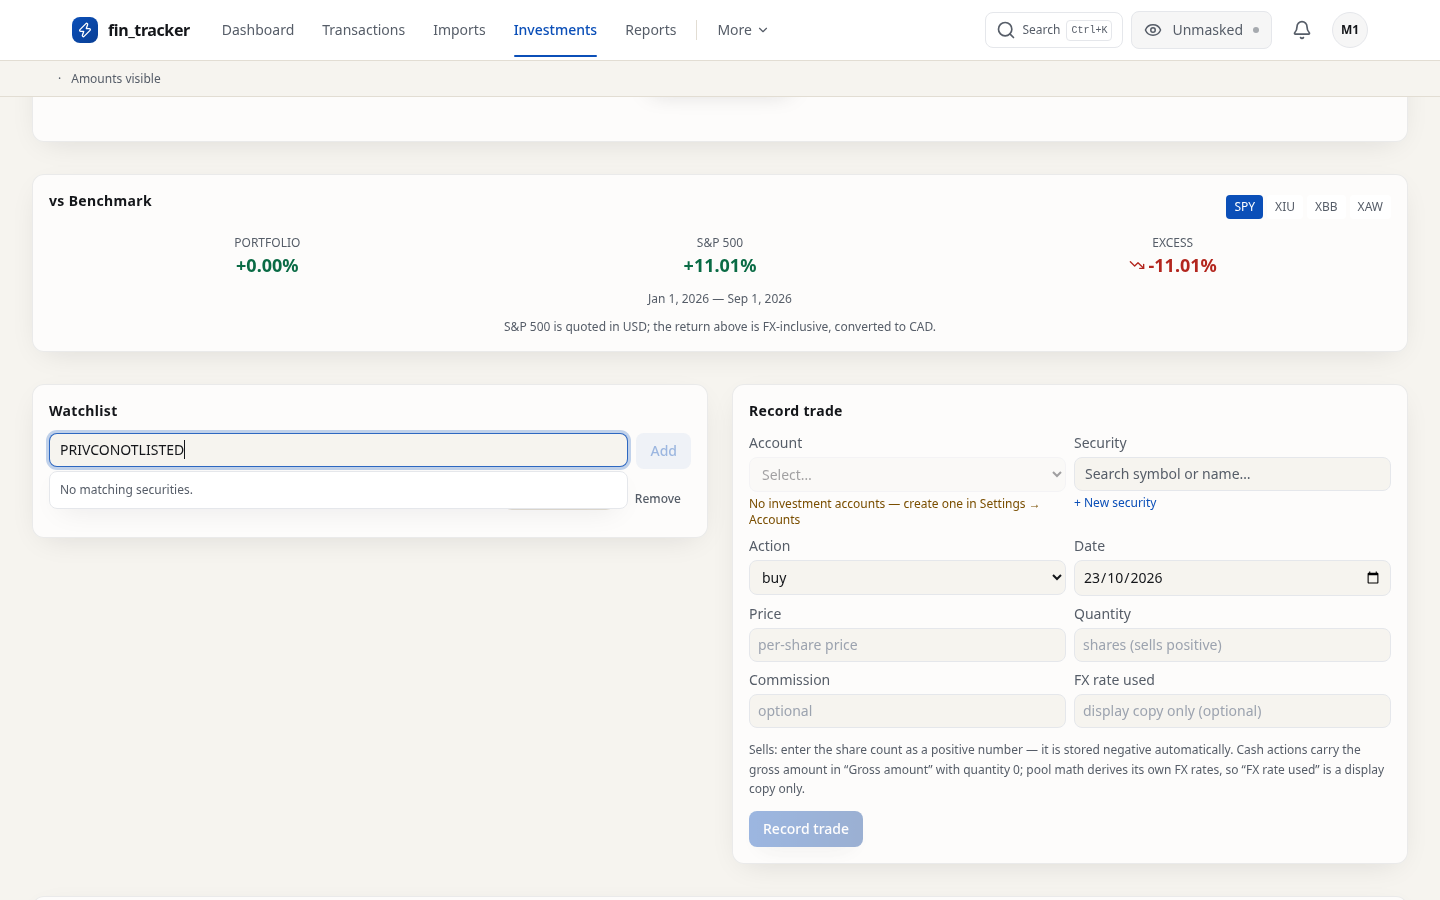 fin_tracker Dashboard Transactions Imports Investments Reports More Search Ctrl+K Unmasked M1
· Amounts visible
vs Benchmark
SPY XIU XBB XAW
PORTFOLIO S&P 500 EXCESS
+0.00% +11.01% -11.01%
Jan 1, 2026 — Sep 1, 2026
S&P 500 is quoted in USD; the return above is FX-inclusive, converted to CAD.
Watchlist
PRIVCONOTLISTED Add
No matching securities.
Remove
Record trade
Account Security
Select... Search symbol or name...
No investment accounts — create one in Settings →
Accounts
+ New security
Action Date
buy 23/10/2026
Price Quantity
per-share price shares (sells positive)
Commission FX rate used
optional display copy only (optional)
Sells: enter the share count as a positive number — it is stored negative automatically. Cash actions carry the
gross amount in “Gross amount” with quantity 0; pool math derives its own FX rates, so “FX rate used” is a display
copy only.
Record trade